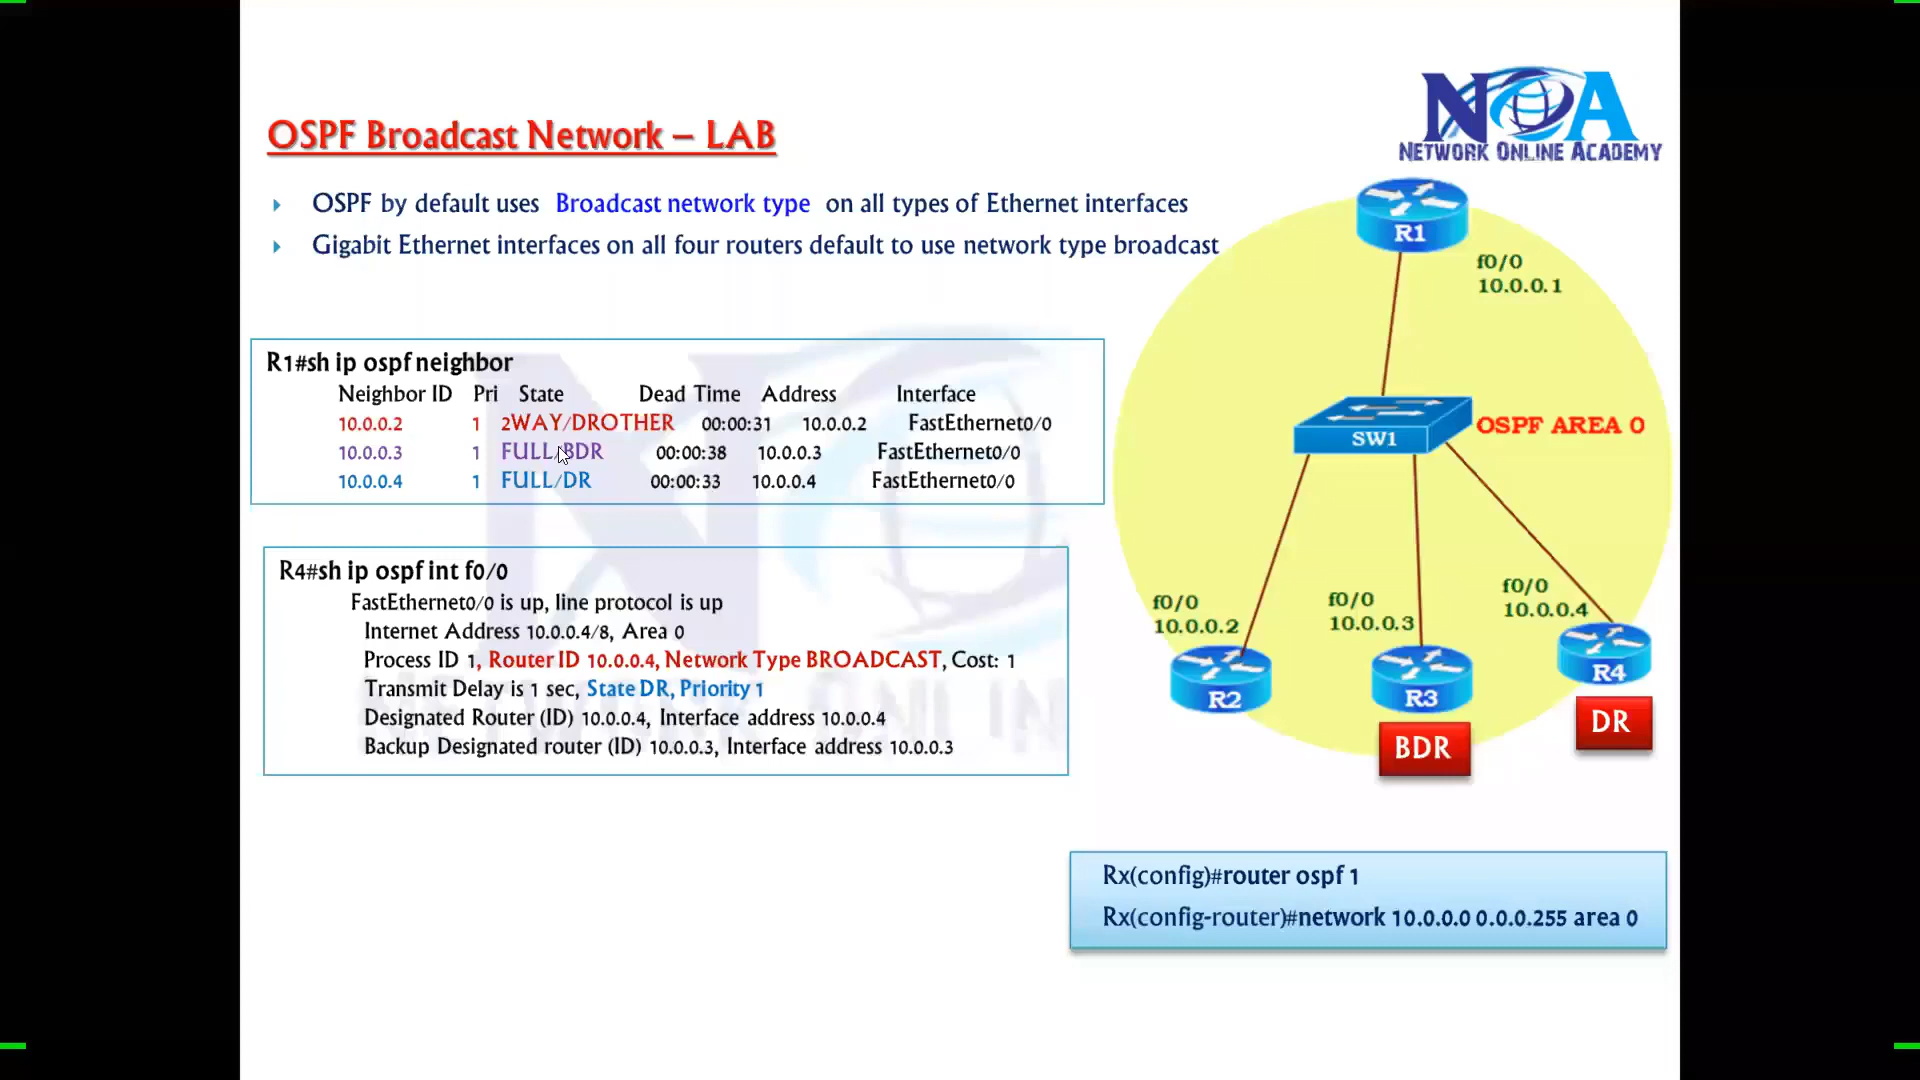 NOA
NETWORK ONLINE ACADEMY
OSPF Broadcast Network – LAB
OSPF by default uses Broadcast network type on all types of Ethernet interfaces
Gigabit Ethernet interfaces on all four routers default to use network type broadcast
R1#sh ip ospf neighbor
Neighbor ID Pri State Dead Time Address Interface
10.0.0.2 1 2WAY/DROTHER 00:00:31 10.0.0.2 FastEthernet0/0
10.0.0.3 1 FULL/BDR 00:00:38 10.0.0.3 FastEthernet0/0
10.0.0.4 1 FULL/DR 00:00:33 10.0.0.4 FastEthernet0/0
R4#sh ip ospf int f0/0
FastEthernet0/0 is up, line protocol is up
Internet Address 10.0.0.4/8, Area 0
Process ID 1, Router ID 10.0.0.4, Network Type BROADCAST, Cost: 1
Transmit Delay is 1 sec, State DR, Priority 1
Designated Router (ID) 10.0.0.4, Interface address 10.0.0.4
Backup Designated router (ID) 10.0.0.3, Interface address 10.0.0.3
R1
f0/0
10.0.0.1
SW1
OSPF AREA 0
f0/0
10.0.0.2
R2
f0/0
10.0.0.3
R3
BDR
f0/0
10.0.0.4
R4
DR
Rx(config)#router ospf 1
Rx(config-router)#network 10.0.0.0 0.0.0.255 area 0